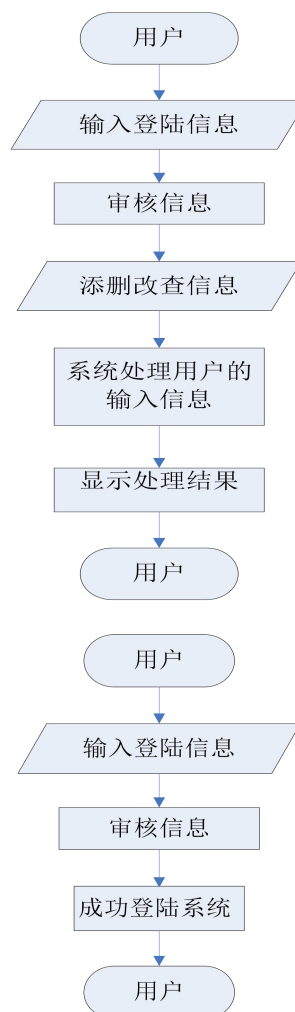 用户
输入登陆信息
审核信息
添删改查信息
系统处理用户的
输入信息
显示处理结果
用户
用户
输入登陆信息
审核信息
成功登陆系统
用户